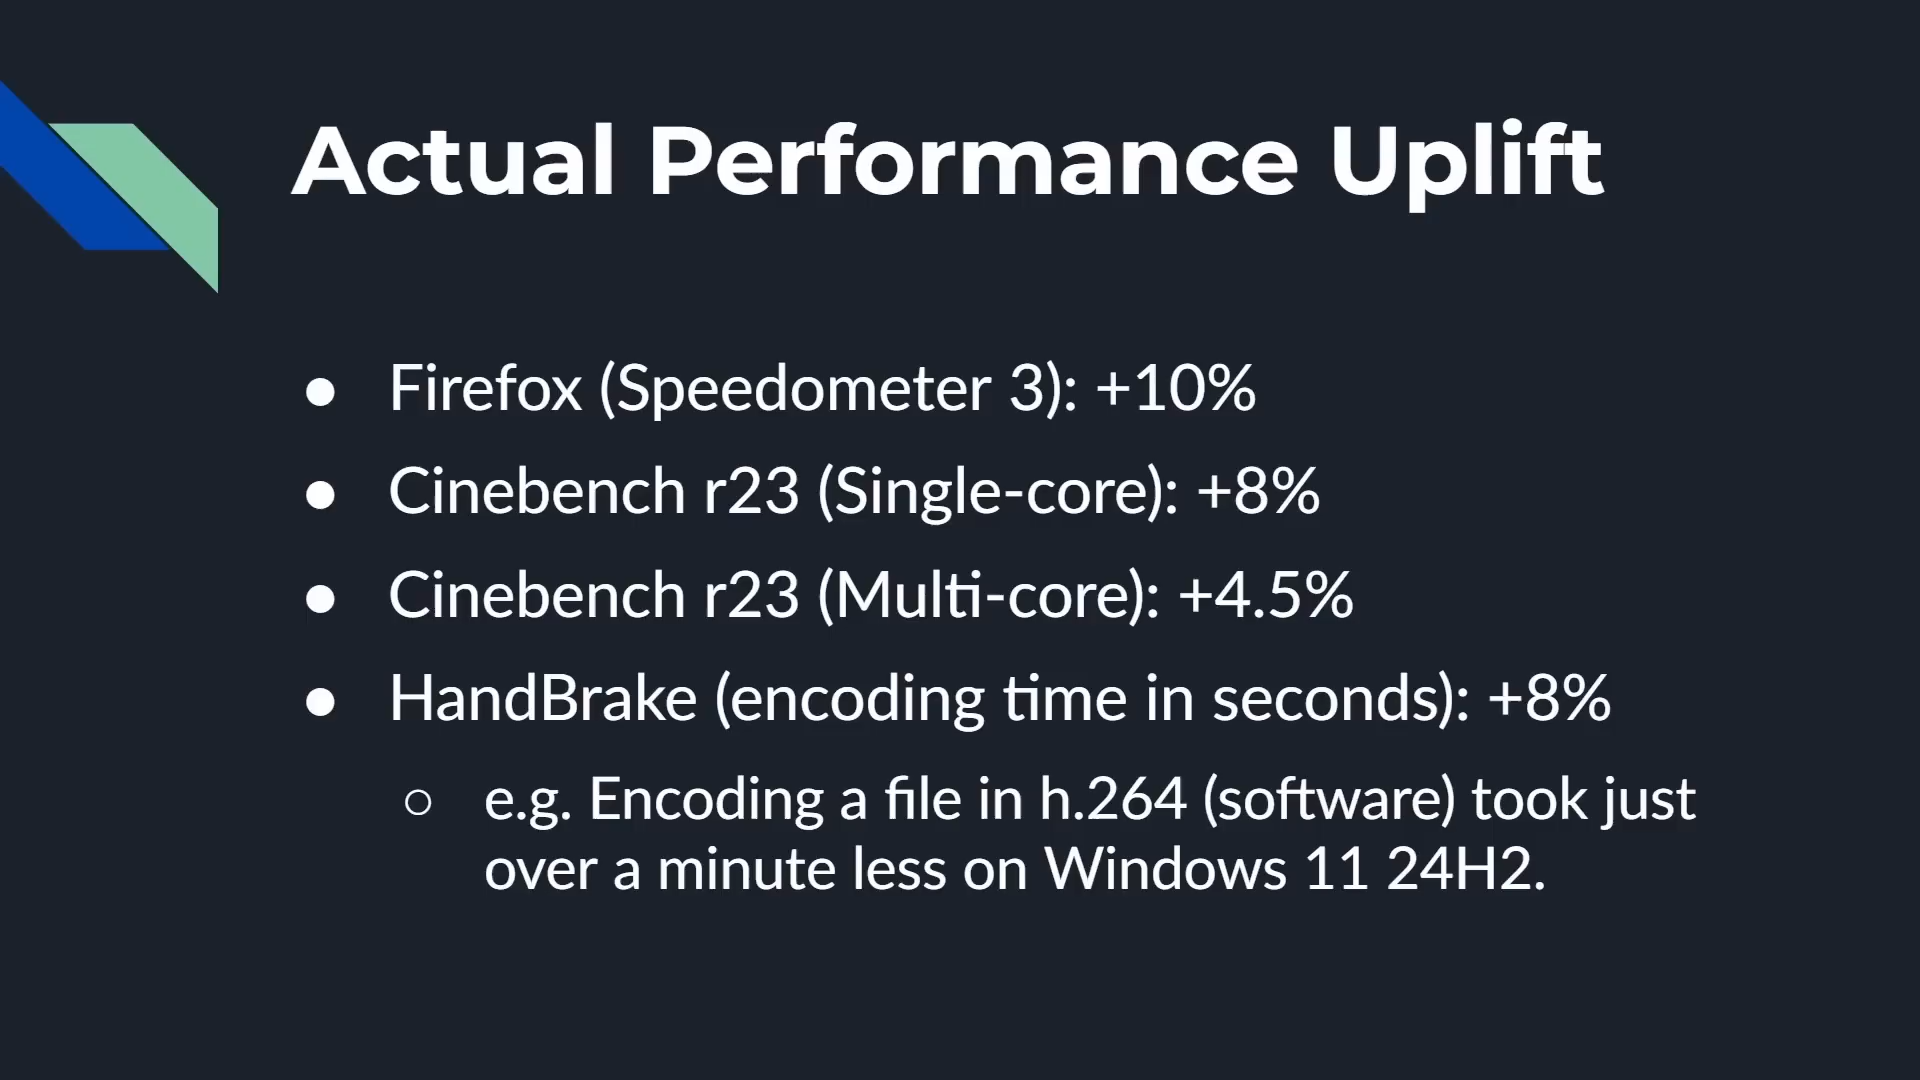 Actual Performance Uplift
● Firefox (Speedometer 3): +10%
● Cinebench r23 (Single-core): +8%
● Cinebench r23 (Multi-core): +4.5%
● HandBrake (encoding time in seconds): +8%
○ e.g. Encoding a file in h.264 (software) took just
over a minute less on Windows 11 24H2.